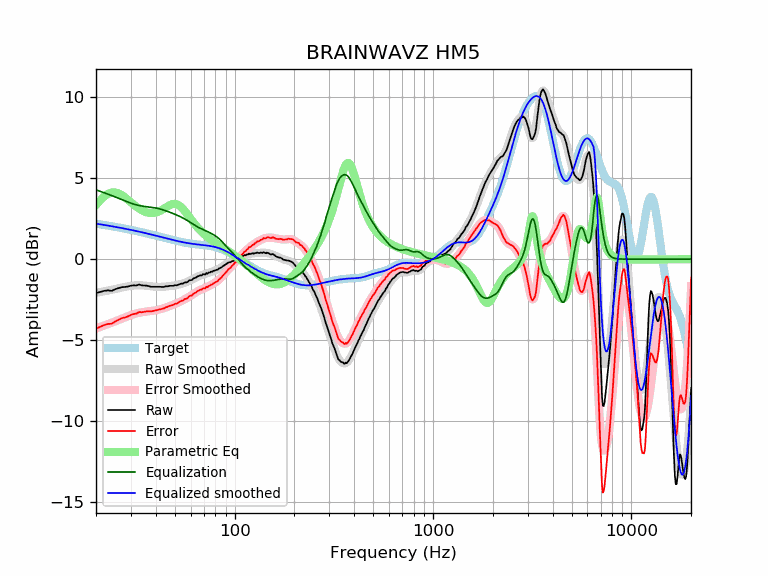 BRAINWAVZ HM5
10
5
0
−5
−10
−15
Amplitude (dBr)
Target
Raw Smoothed
Error Smoothed
Raw
Error
Parametric Eq
Equalization
Equalized smoothed
100
1000
10000
Frequency (Hz)